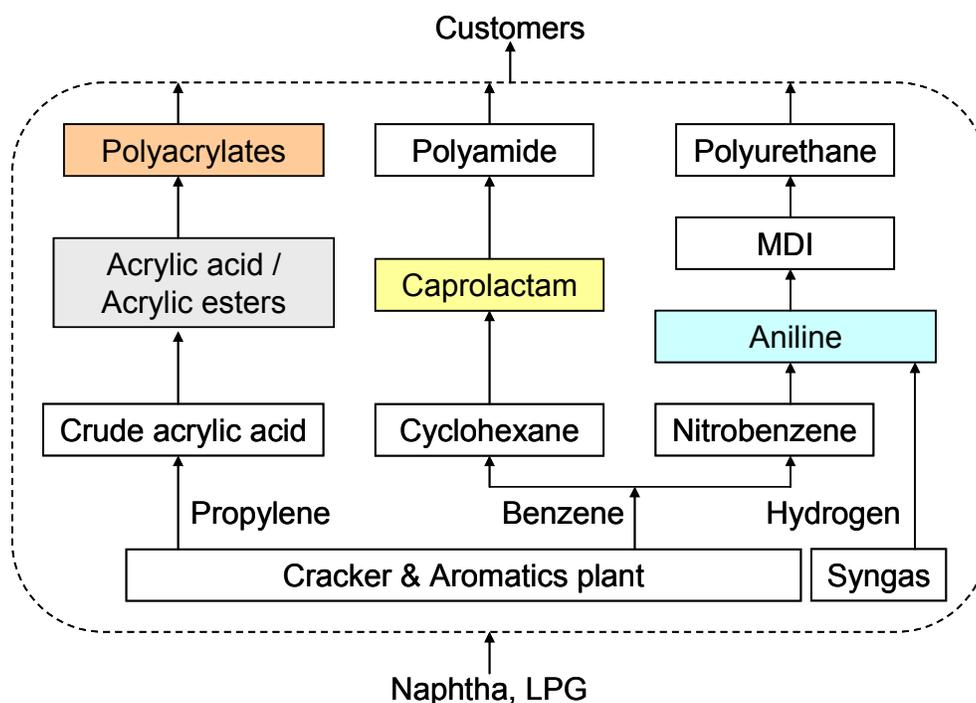 Customers
Polyacrylates
Polyamide
Polyurethane
MDI
Acrylic acid /
Acrylic esters
Caprolactam
Aniline
Crude acrylic acid
Cyclohexane
Nitrobenzene
Propylene
Benzene
Hydrogen
Cracker & Aromatics plant
Syngas
Naphtha, LPG